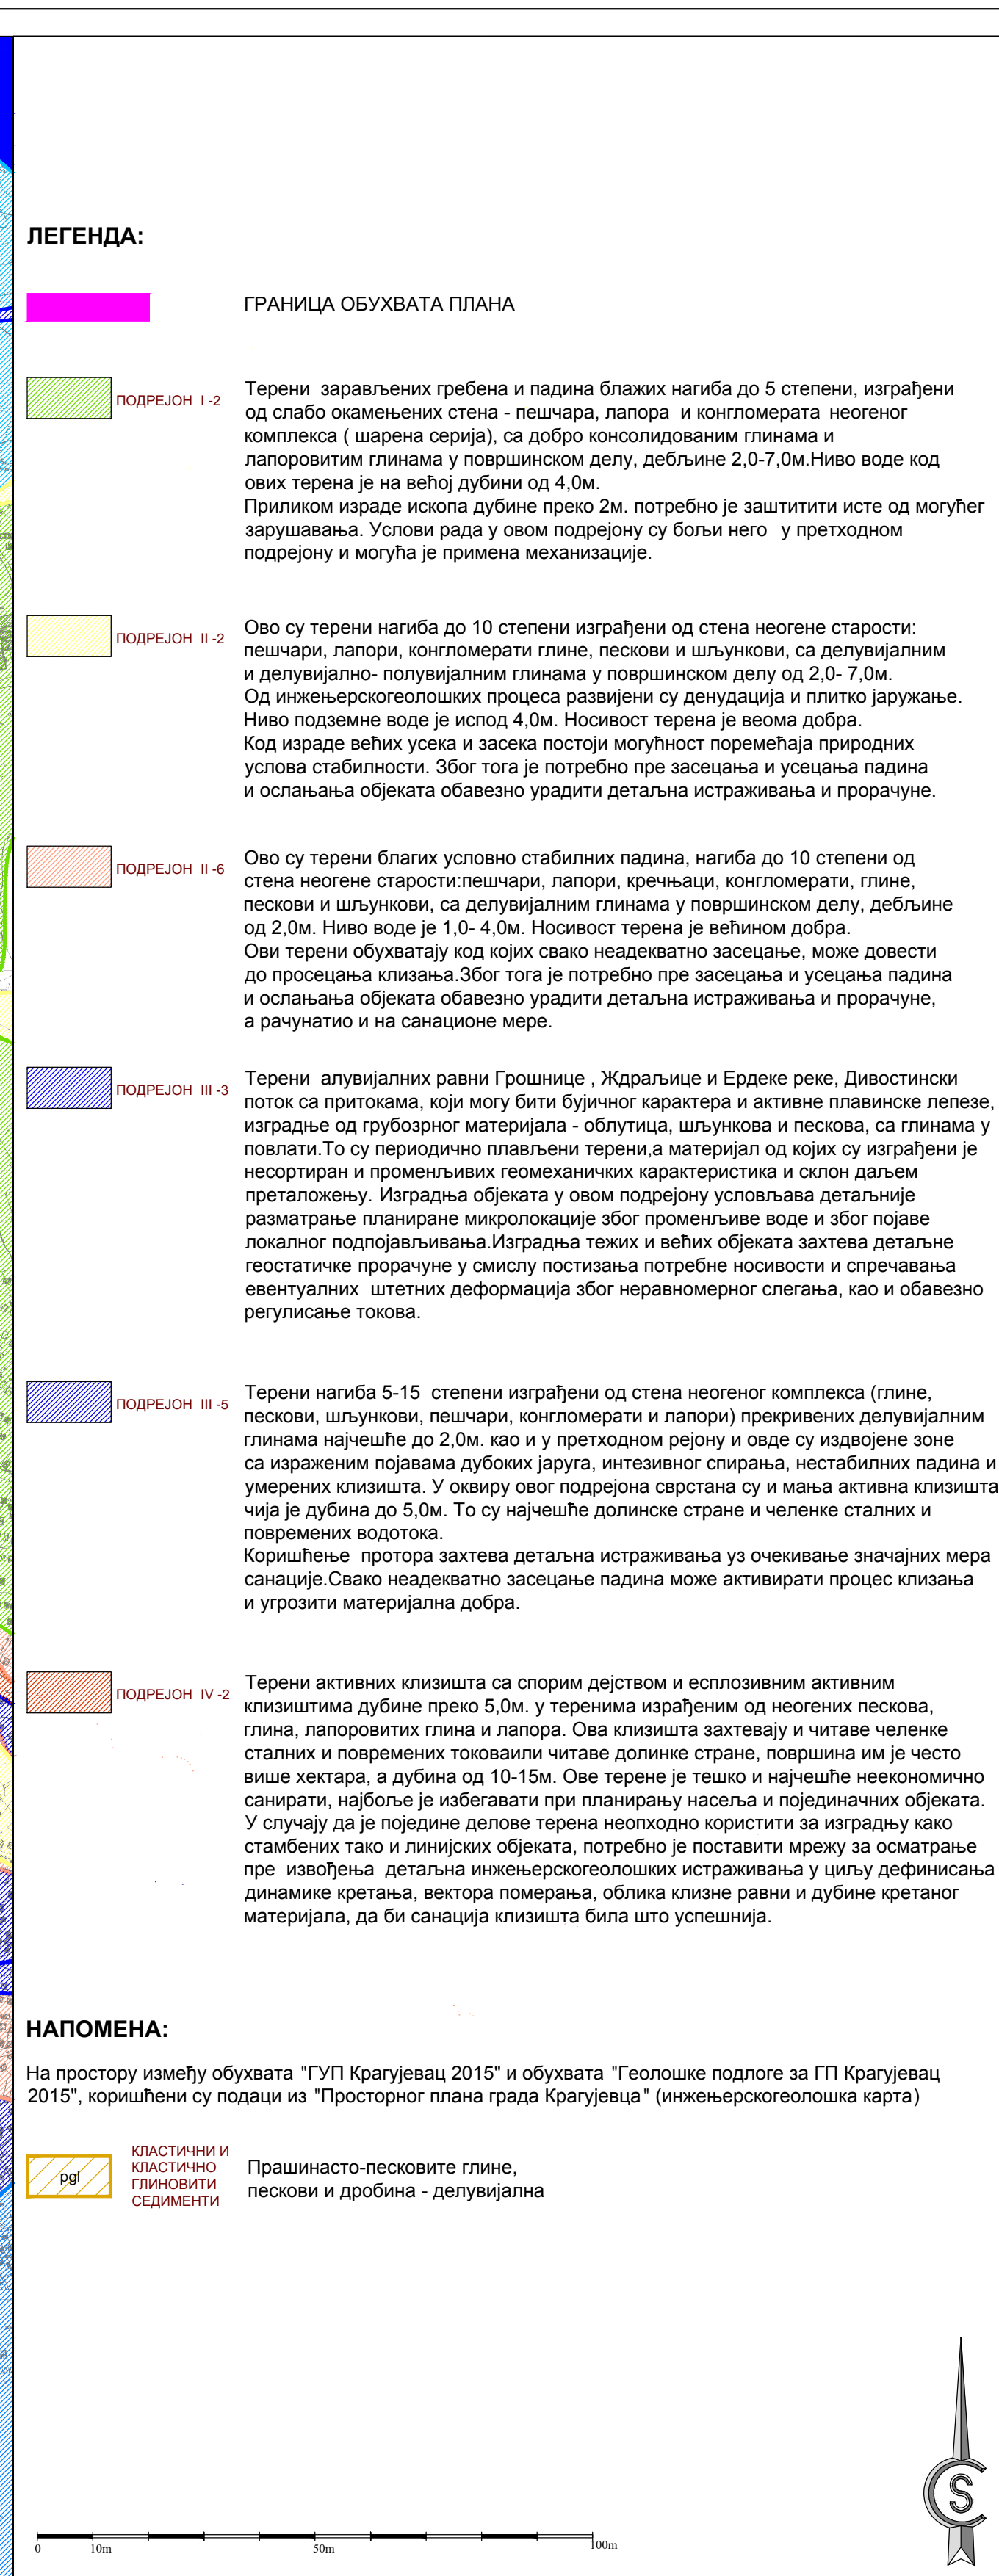 ЛЕГЕНДА:
ГРАНИЦА ОБУХВАТА ПЛАНА
ПОДРЕЈОН I -2
Терени зарављених гребена и падина блажих нагиба до 5 степени, изграђени
од слабо окамењених стена - пешчара, лапора и конгломерата неогеног
комплекса ( шарена серија), са добро консолидованим глинама и
лапоровитим глинама у површинском делу, дебљине 2,0-7,0м.Ниво воде код
ових терена је на већој дубини од 4,0м.
Приликом израде ископа дубине преко 2м. потребно је заштитити исте од могућег
зарушавања. Услови рада у овом подрејону су бољи него у претходном
подрејону и могућа је примена механизације.
ПОДРЕЈОН II -2
Ово су терени нагиба до 10 степени изграђени од стена неогене старости:
пешчари, лапори, конгломерати глине, пескови и шљункови, са делувијалним
и делувијално- полувијалним глинама у површинском делу од 2,0- 7,0м.
Од инжењерскогеолошких процеса развијени су денудација и плитко јаружање.
Ниво подземне воде је испод 4,0м. Носивост терена је веома добра.
Код израде већих усека и засека постоји могућност поремећаја природних
услова стабилности. Због тога је потребно пре засецања и усецања падина
и ослањања објеката обавезно урадити детаљна истраживања и прорачуне.
ПОДРЕЈОН II -6
Ово су терени благих условно стабилних падина, нагиба до 10 степени од
стена неогене старости:пешчари, лапори, кречњаци, конгломерати, глине,
пескови и шљункови, са делувијалним глинама у површинском делу, дебљине
од 2,0м. Ниво воде је 1,0- 4,0м. Носивост терена је већином добра.
Ови терени обухватају код којих свако неадекватно засецање, може довести
до просецања клизања.Због тога је потребно пре засецања и усецања падина
и ослањања објеката обавезно урадити детаљна истраживања и прорачуне,
а рачунатио и на санационе мере.
ПОДРЕЈОН III -3
Терени алувијалних равни Грошнице , Ждраљице и Ердеке реке, Дивостински
поток са притокама, који могу бити бујичног карактера и активне плавинске лепезе,
изградње од грубозрног материјала - облутица, шљункова и пескова, са глинама у
повлати.То су периодично плављени терени,а материјал од којих су изграђени је
несортиран и променљивих геомеханичких карактеристика и склон даљем
преталожењу. Изградња објеката у овом подрејону условљава детаљније
разматрање планиране микролокације због променљиве воде и због појаве
локалног подпојављивања.Изградња тежих и већих објеката захтева детаљне
геостатичке прорачуне у смислу постизања потребне носивости и спречавања
евентуалних штетних деформација због неравномерног слегања, као и обавезно
регулисање токова.
ПОДРЕЈОН III -5
Терени нагиба 5-15 степени изграђени од стена неогеног комплекса (глине,
пескови, шљункови, пешчари, конгломерати и лапори) прекривених делувијалним
глинама најчешће до 2,0м. као и у претходном рејону и овде су издвојене зоне
са израженим појавама дубоких јаруга, интезивног спирања, нестабилних падина и
умерених клизишта. У оквиру овог подрејона сврстана су и мања активна клизишта
чија је дубина до 5,0м. То су најчешће долинске стране и челенке сталних и
повремених водотока.
Коришћење протора захтева детаљна истраживања уз очекивање значајних мера
санације.Свако неадекватно засецање падина може активирати процес клизања
и угрозити материјална добра.
ПОДРЕЈОН IV -2
Терени активних клизишта са спорим дејством и есплозивним активним
клизиштима дубине преко 5,0м. у теренима израђеним од неогених пескова,
глина, лапоровитих глина и лапора. Ова клизишта захтевају и читаве челенке
сталних и повремених токоваили читаве долинке стране, површина им је често
више хектара, а дубина од 10-15м. Ове терене је тешко и најчешће неекономично
санирати, најбоље је избегавати при планирању насеља и појединачних објеката.
У случају да је поједине делове терена неопходно користити за изградњу како
стамбених тако и линијских објеката, потребно је поставити мрежу за осматрање
пре извођења детаљна инжењерскогеолошких истраживања у циљу дефинисања
динамике кретања, вектора померања, облика клизне равни и дубине кретаног
материјала, да би санација клизишта била што успешнија.
НАПОМЕНА:
На простору између обухвата "ГУП Крагујевац 2015" и обухвата "Геолошке подлоге за ГП Крагујевац
2015", коришћени су подаци из "Просторног плана града Крагујевца" (инжењерскогеолошка карта)
pgl
КЛАСТИЧНИ И
КЛАСТИЧНО
ГЛИНОВИТИ
СЕДИМЕНТИ
Прашинасто-песковите глине,
пескови и дробина - делувијална
S
0 10m 50m 100m